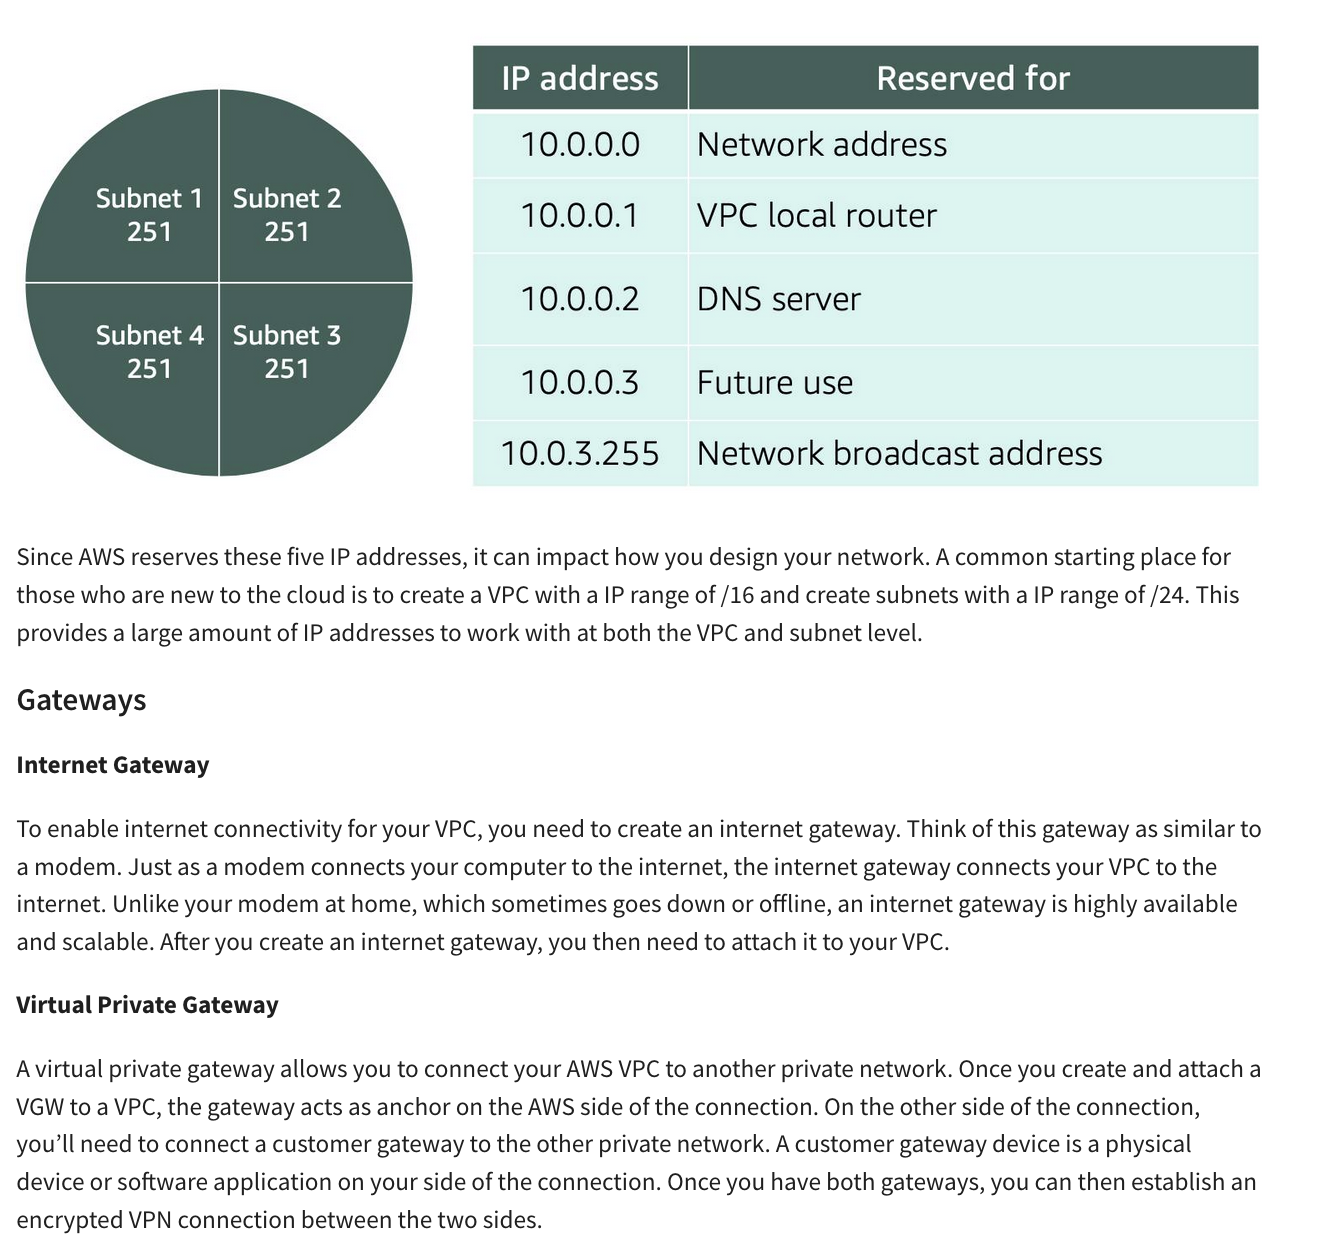 Subnet 1
251
Subnet 2
251
Subnet 4
251
Subnet 3
251
IP address Reserved for
10.0.0.0 Network address
10.0.0.1 VPC local router
10.0.0.2 DNS server
10.0.0.3 Future use
10.0.3.255 Network broadcast address
Since AWS reserves these five IP addresses, it can impact how you design your network. A common starting place for
those who are new to the cloud is to create a VPC with a IP range of /16 and create subnets with a IP range of /24. This
provides a large amount of IP addresses to work with at both the VPC and subnet level.
Gateways
Internet Gateway
To enable internet connectivity for your VPC, you need to create an internet gateway. Think of this gateway as similar to
a modem. Just as a modem connects your computer to the internet, the internet gateway connects your VPC to the
internet. Unlike your modem at home, which sometimes goes down or offline, an internet gateway is highly available
and scalable. After you create an internet gateway, you then need to attach it to your VPC.
Virtual Private Gateway
A virtual private gateway allows you to connect your AWS VPC to another private network. Once you create and attach a
VGW to a VPC, the gateway acts as anchor on the AWS side of the connection. On the other side of the connection,
you’ll need to connect a customer gateway to the other private network. A customer gateway device is a physical
device or software application on your side of the connection. Once you have both gateways, you can then establish an
encrypted VPN connection between the two sides.